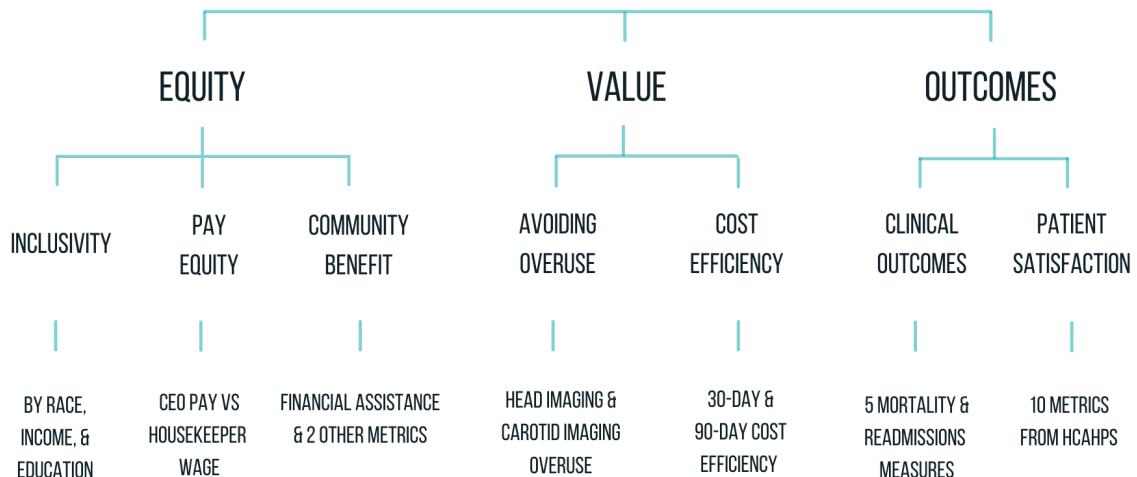 EQUITY
VALUE
OUTCOMES
INCLUSIVITY
PAY
EQUITY
COMMUNITY
BENEFIT
AVOIDING
OVERUSE
COST
EFFICIENCY
CLINICAL
OUTCOMES
PATIENT
SATISFACTION
BY RACE,
INCOME, &
EDUCATION
CEO PAY VS
HOUSEKEEPER
WAGE
FINANCIAL ASSISTANCE
& 2 OTHER METRICS
HEAD IMAGING &
CAROTID IMAGING
OVERUSE
30-DAY &
90-DAY COST
EFFICIENCY
5 MORTALITY &
READMISSIONS
MEASURES
10 METRICS
FROM HCAHPS